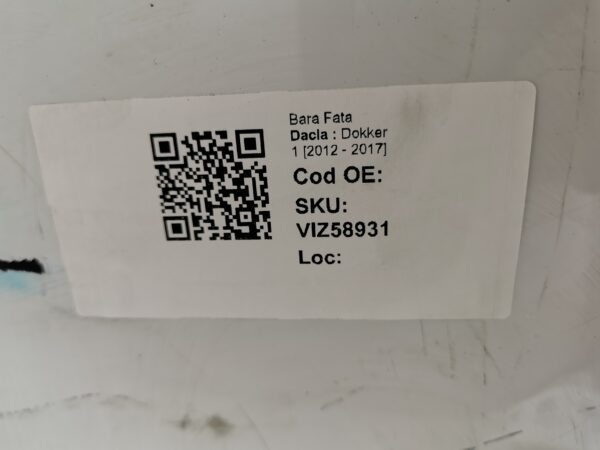 Bara Fata
Dacia : Dokker
1 [2012 - 2017]
Cod OE:
SKU:
VIZ58931
Loc: